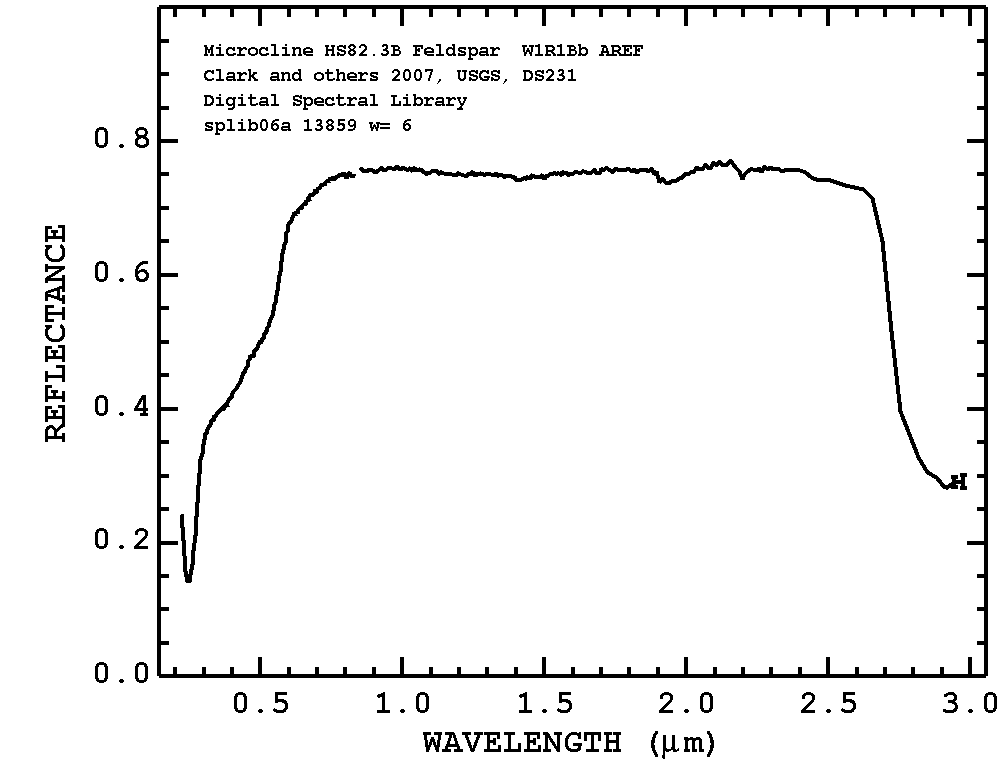 Microcline HS82.3B Feldspar  W1R1Bb AREF
Clark and others 2007, USGS, DS231
Digital Spectral Library
splib06a 13859 w= 6
0.8
0.6
0.4
0.2
0.0
REFLECTANCE
H
0.5 1.0 1.5 2.0 2.5 3.0
WAVELENGTH (μm)